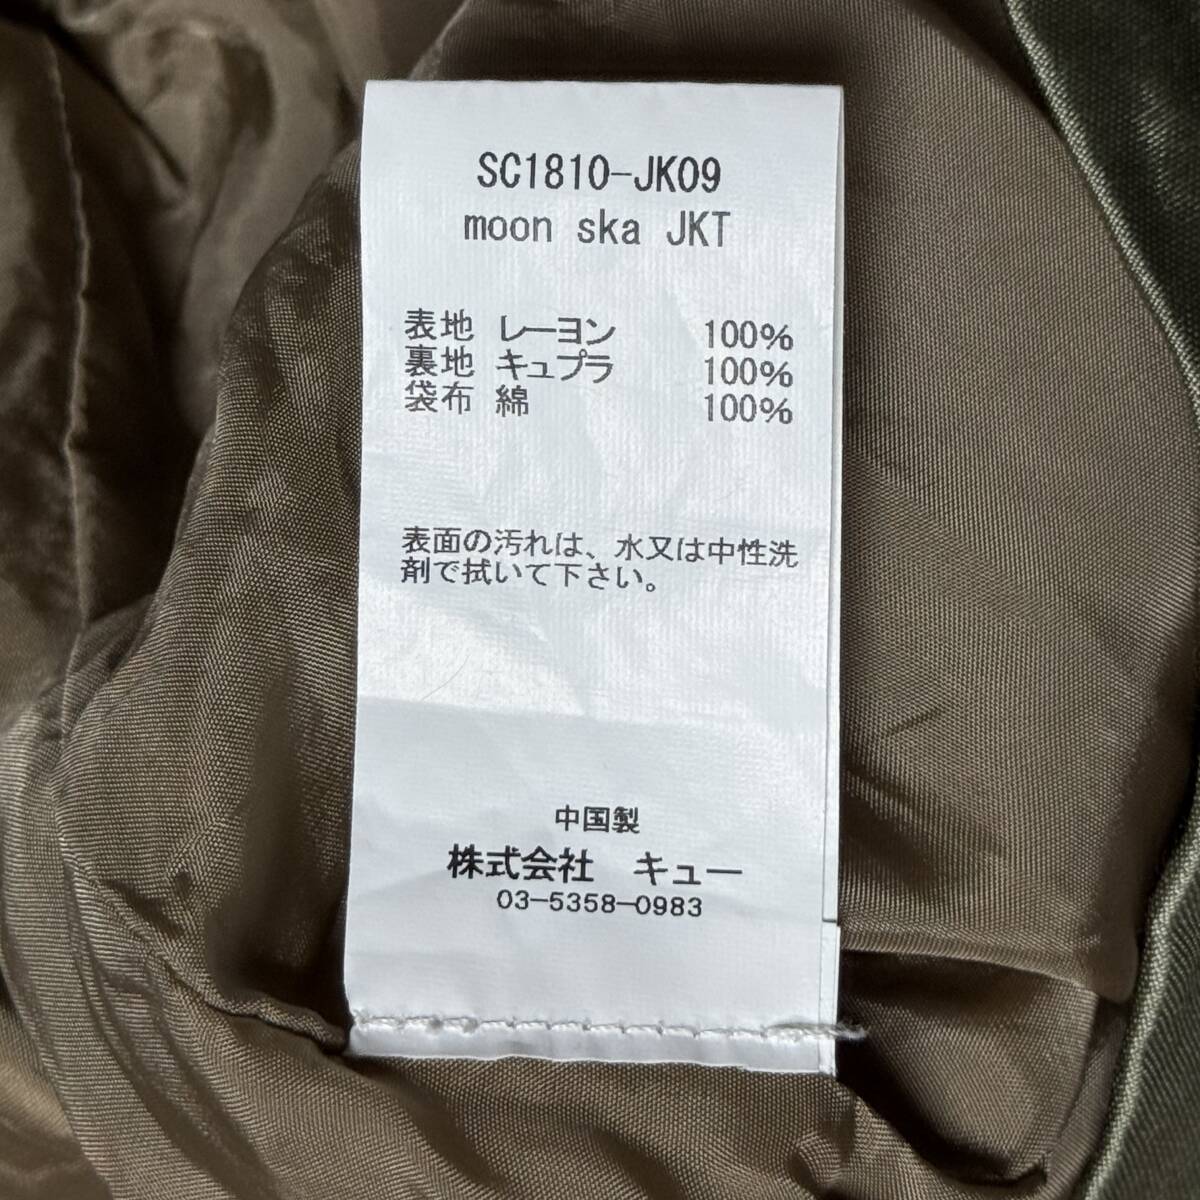 SC1810-JK09
moon ska JKT
表地 レーヨン 100%
裏地 キュプラ 100%
袋布 綿 100%
表面の汚れは、水又は中性洗
剤で拭いて下さい。
中国製
株式会社 キュー
03-5358-0983